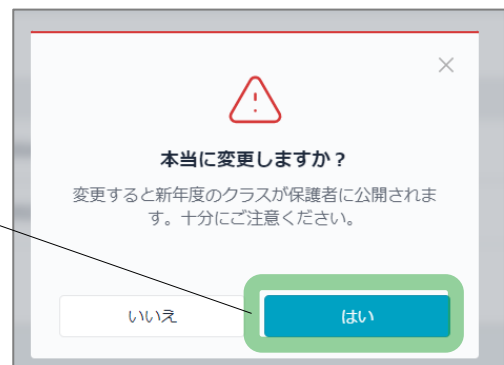 本当に変更しますか？
変更すると新年度のクラスが保護者に公開されま
す。十分にご注意ください。
いいえ
はい